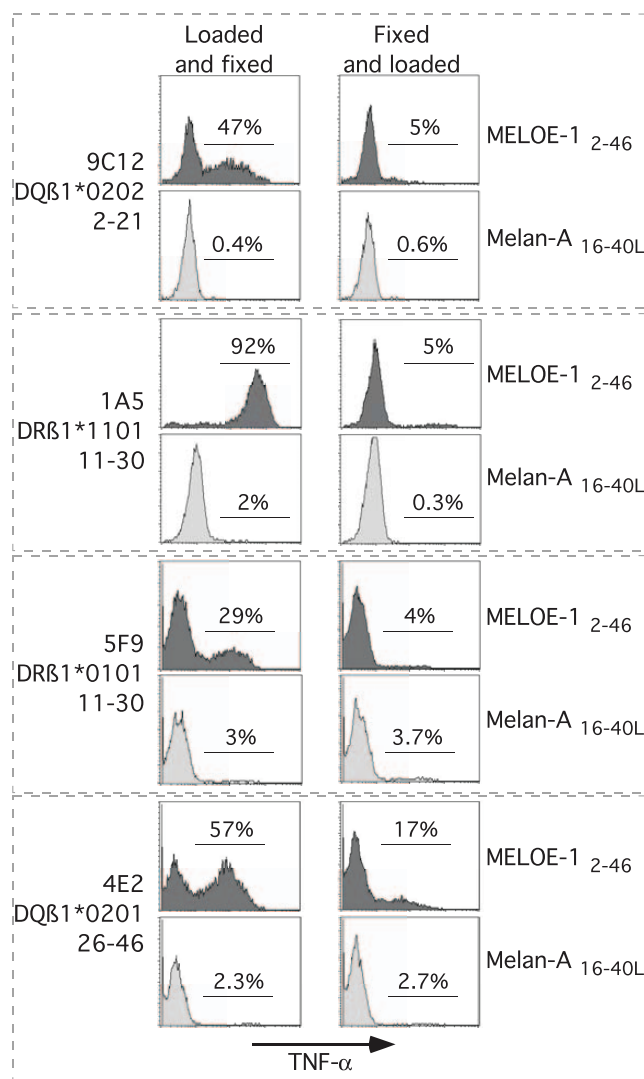 Loaded and fixed
Fixed and loaded
9C12
DQß1*0202
2-21
47%
5%
MELOE-1 2-46
0.4%
0.6%
Melan-A 16-40L
1A5
DRß1*1101
11-30
92%
5%
MELOE-1 2-46
2%
0.3%
Melan-A 16-40L
5F9
DRß1*0101
11-30
29%
4%
MELOE-1 2-46
3%
3.7%
Melan-A 16-40L
4E2
DQß1*0201
26-46
57%
17%
MELOE-1 2-46
2.3%
2.7%
Melan-A 16-40L
TNF-α